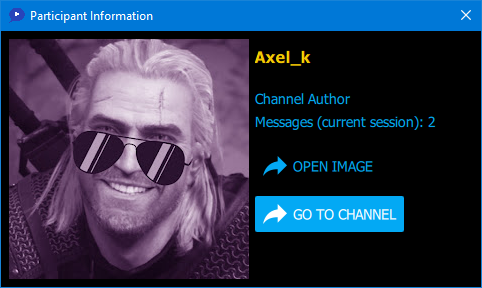 Participant Information
Axel_k
Channel Author
Messages (current session): 2
OPEN IMAGE
GO TO CHANNEL